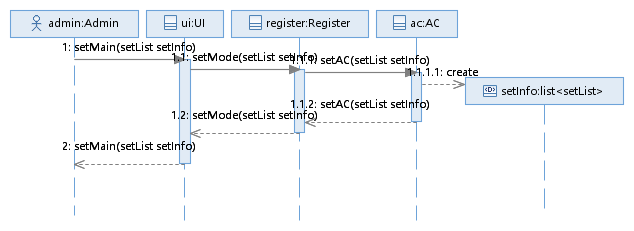 admin:Admin
ui:UI
register:Register
ac:AC
1: setMain(setList setInfo)
1.1: setMode(setList setInfo)
1.1.1: setAC(setList setInfo)
1.1.1.1: create
setInfo:list<setList>
1.1.2: setAC(setList setInfo)
1.2: setMode(setList setInfo)
2: setMain(setList setInfo)